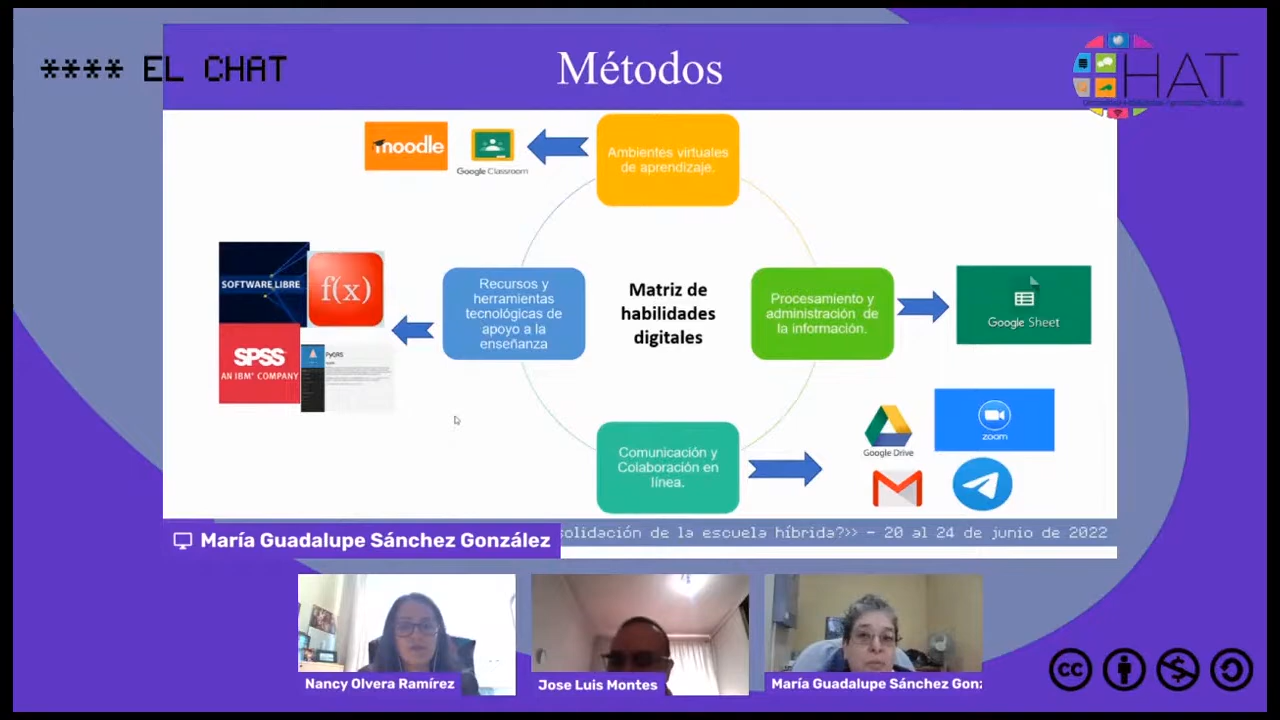 **** EL CHAT
Métodos
HAT
moodle
Google Classroom
Ambientes virtuales
de aprendizaje.
SOFTWARE LIBRE
f(x)
SPSS
AN IBM® COMPANY
PyQRS
Recursos y
herramientas
tecnológicas de
apoyo a la
enseñanza
Matriz de
habilidades
digitales
Procesamiento y
administración de
la información.
Google Sheet
Comunicación y
Colaboración en
línea.
Google Drive
zoom
María Guadalupe Sánchez González
solidación de la escuela híbrida?>> - 20 al 24 de junio de 2022
Nancy Olvera Ramírez
Jose Luis Montes
María Guadalupe Sánchez Gonz
cc